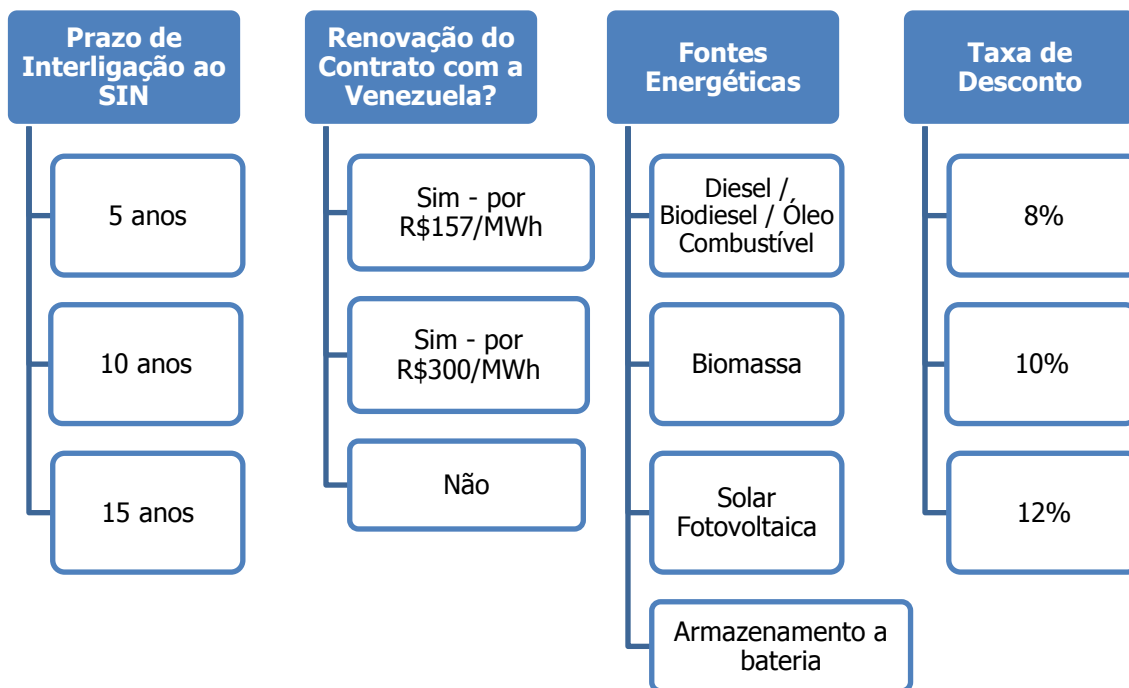 Prazo de
Interligação ao
SIN
5 anos
10 anos
15 anos
Renovação do
Contrato com a
Venezuela?
Sim - por
R$157/MWh
Sim - por
R$300/MWh
Não
Fontes
Energéticas
Diesel /
Biodiesel / Óleo
Combustível
Biomassa
Solar
Fotovoltaica
Armazenamento a
bateria
Taxa de
Desconto
8%
10%
12%